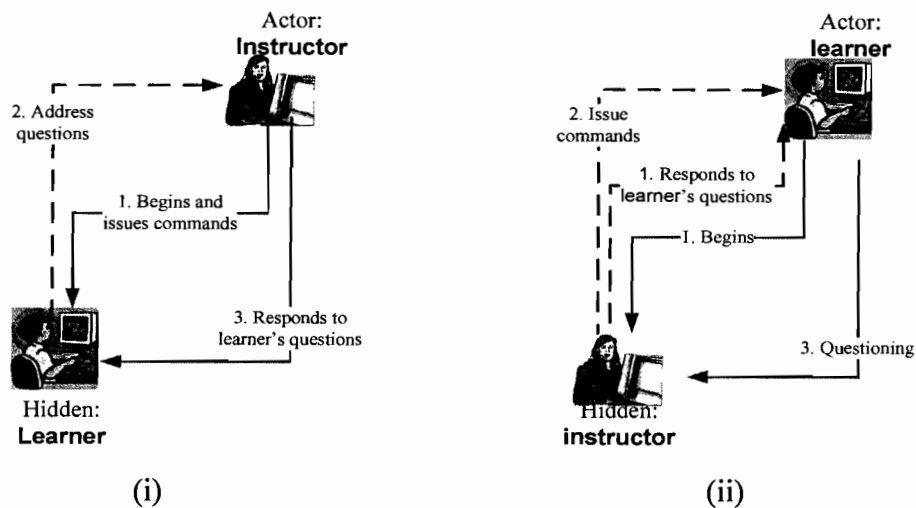 Actor:
Instructor
2. Address
questions
1. Begins and
issues commands
3. Responds to
learner's questions
Hidden:
Learner
(i)
Actor:
learner
2. Issue
commands
1. Responds to
learner's questions
I. Begins
3. Questioning
Hidden:
instructor
(ii)